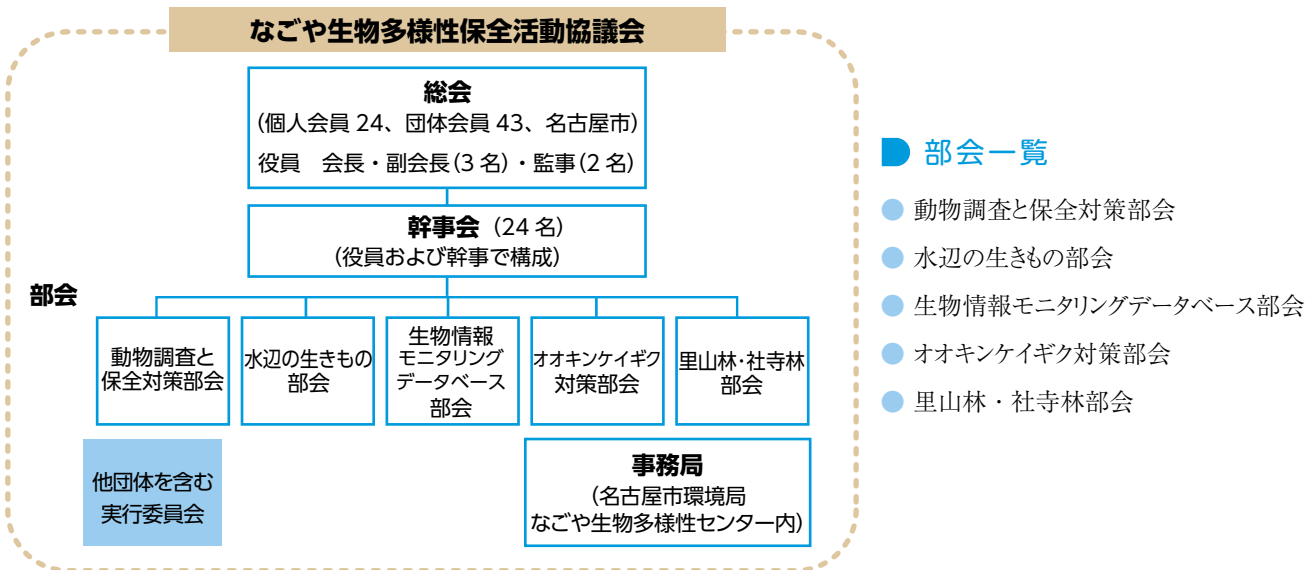 なごや生物多様性保全活動協議会
総会
(個人会員 24、団体会員 43、名古屋市)
役員　会長・副会長(3 名)・監事(2 名)
幹事会 (24 名)
(役員および幹事で構成)
部会
動物調査と
保全対策部会
水辺の生きもの
部会
生物情報
モニタリング
データベース
部会
オオキンケイギク
対策部会
里山林・社寺林
部会
他団体を含む
実行委員会
事務局
(名古屋市環境局
なごや生物多様性センター内)
部会一覧
動物調査と保全対策部会
水辺の生きもの部会
生物情報モニタリングデータベース部会
オオキンケイギク対策部会
里山林・社寺林部会